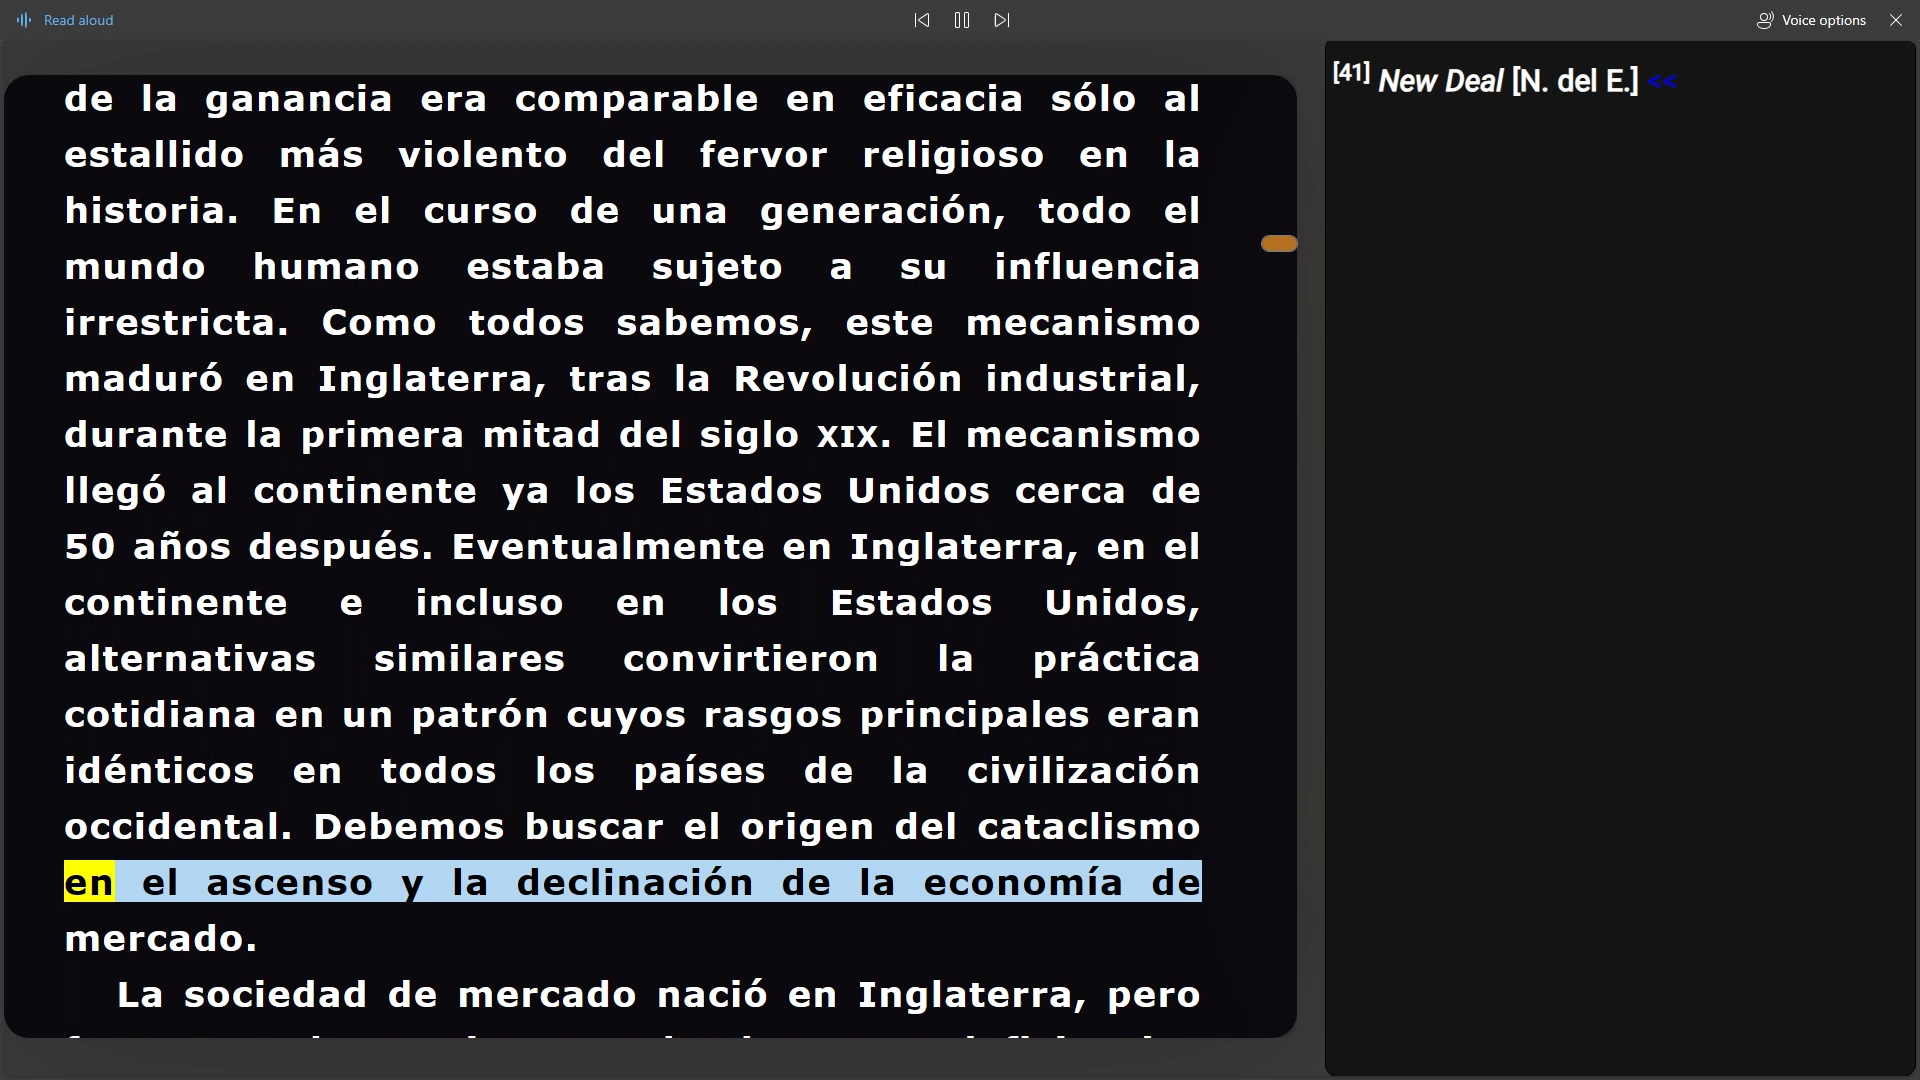 Read aloud
Voice options
de la ganancia era comparable en eficacia sólo al
estallido más violento del fervor religioso en la
historia. En el curso de una generación, todo el
mundo humano estaba sujeto a su influencia
irrestricta. Como todos sabemos, este mecanismo
maduró en Inglaterra, tras la Revolución industrial,
durante la primera mitad del siglo XIX. El mecanismo
llegó al continente ya los Estados Unidos cerca de
50 años después. Eventualmente en Inglaterra, en el
continente e incluso en los Estados Unidos,
alternativas similares convirtieron la práctica
cotidiana en un patrón cuyos rasgos principales eran
idénticos en todos los países de la civilización
occidental. Debemos buscar el origen del cataclismo
en el ascenso y la declinación de la economía de
mercado.
La sociedad de mercado nació en Inglaterra, pero
[41] New Deal [N. del E.] <<